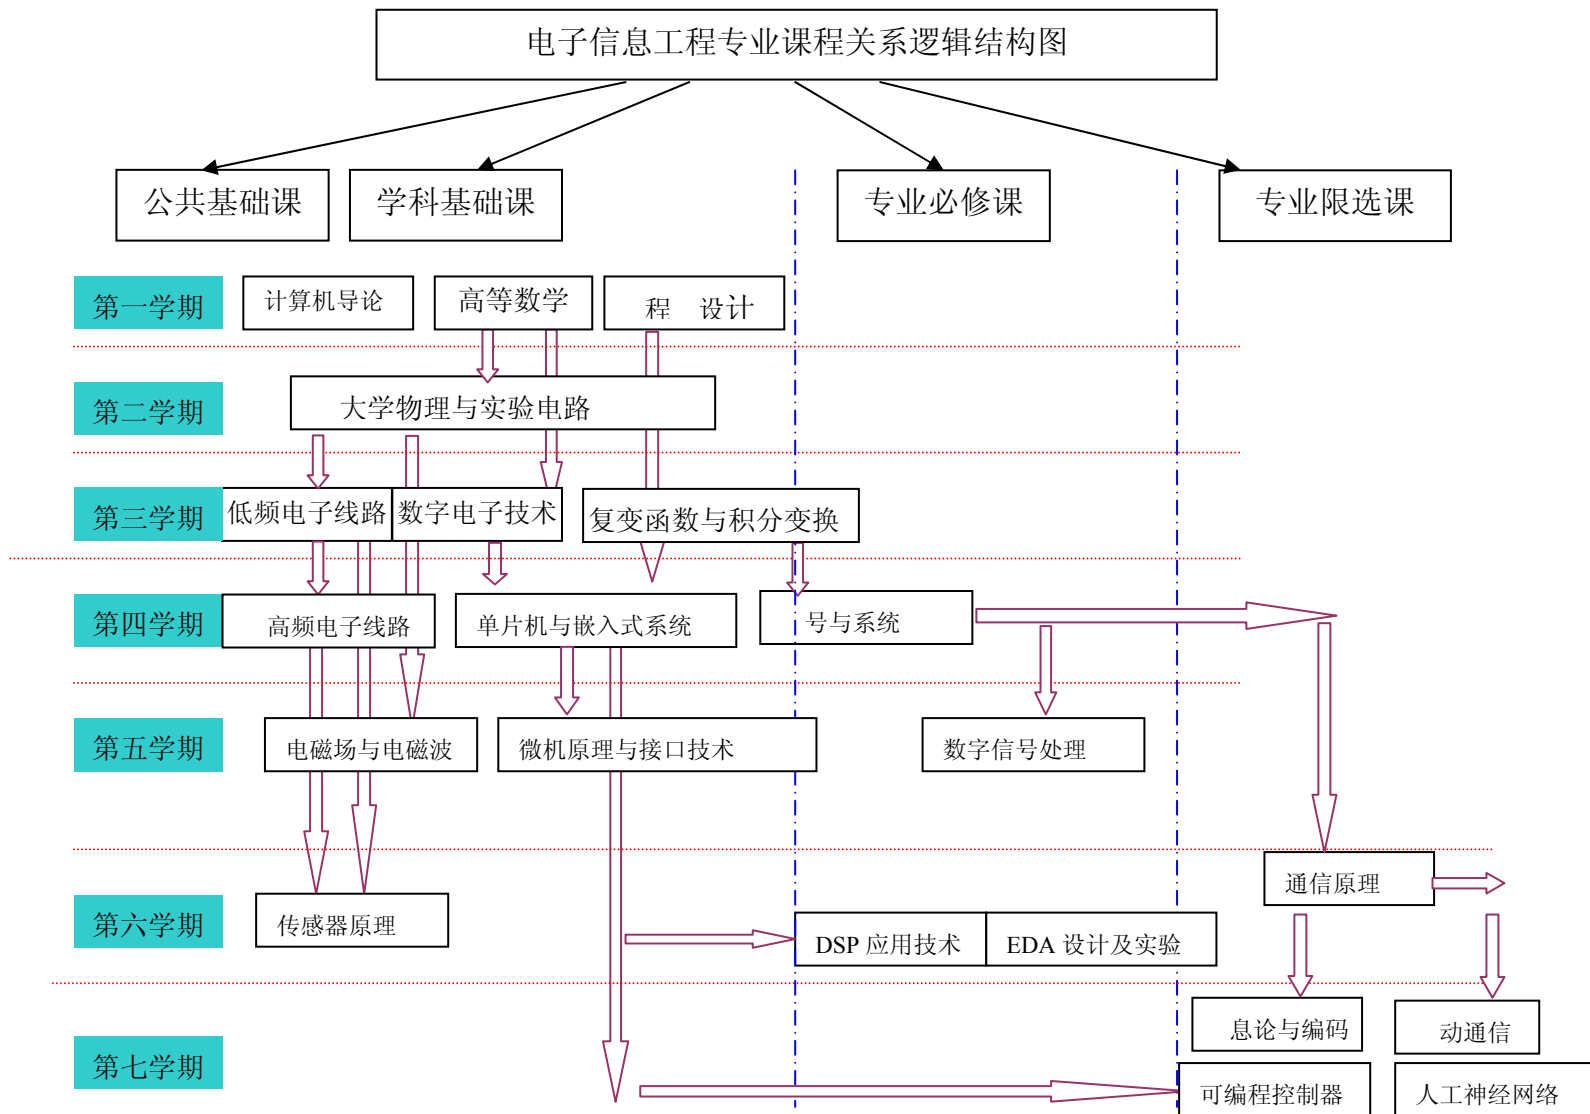 电子信息工程专业课程关系逻辑结构图
公共基础课 学科基础课 专业必修课 专业限选课
第一学期 计算机导论 高等数学 程 设计
第二学期 大学物理与实验电路
第三学期 低频电子线路 数字电子技术 复变函数与积分变换
第四学期 高频电子线路 单片机与嵌入式系统 号与系统
第五学期 电磁场与电磁波 微机原理与接口技术 数字信号处理
通信原理
第六学期 传感器原理 DSP 应用技术 EDA 设计及实验
息论与编码 动通信
第七学期
可编程控制器 人工神经网络